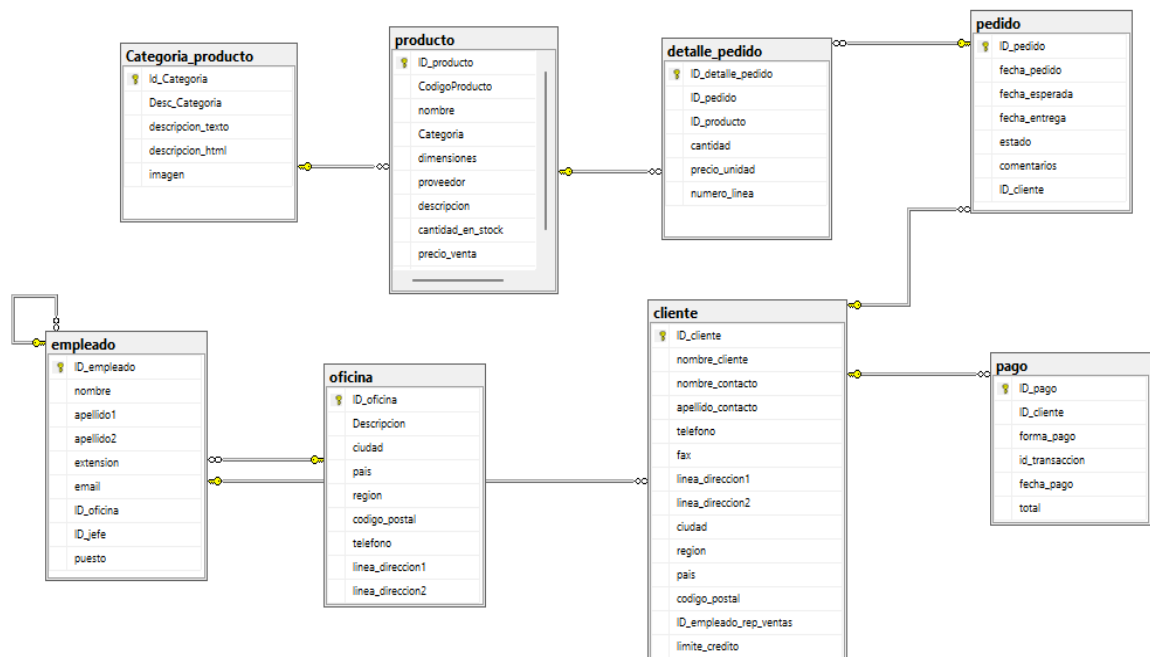 Categoria_producto
Id_Categoria
Desc_Categoria
descripcion_texto
descripcion_html
imagen
producto
ID_producto
CodigoProducto
nombre
Categoria
dimensiones
proveedor
descripcion
cantidad_en_stock
precio_venta
detalle_pedido
ID_detalle_pedido
ID_pedido
ID_producto
cantidad
precio_unidad
numero_linea
pedido
ID_pedido
fecha_pedido
fecha_esperada
fecha_entrega
estado
comentarios
ID_cliente
empleado
ID_empleado
nombre
apellido1
apellido2
extension
email
ID_oficina
ID_jefe
puesto
oficina
ID_oficina
Descripcion
ciudad
pais
region
codigo_postal
telefono
linea_direccion1
linea_direccion2
cliente
ID_cliente
nombre_cliente
nombre_contacto
apellido_contacto
telefono
fax
linea_direccion1
linea_direccion2
ciudad
region
pais
codigo_postal
ID_empleado_rep_ventas
limite_credito
pago
ID_pago
ID_cliente
forma_pago
id_transaccion
fecha_pago
total